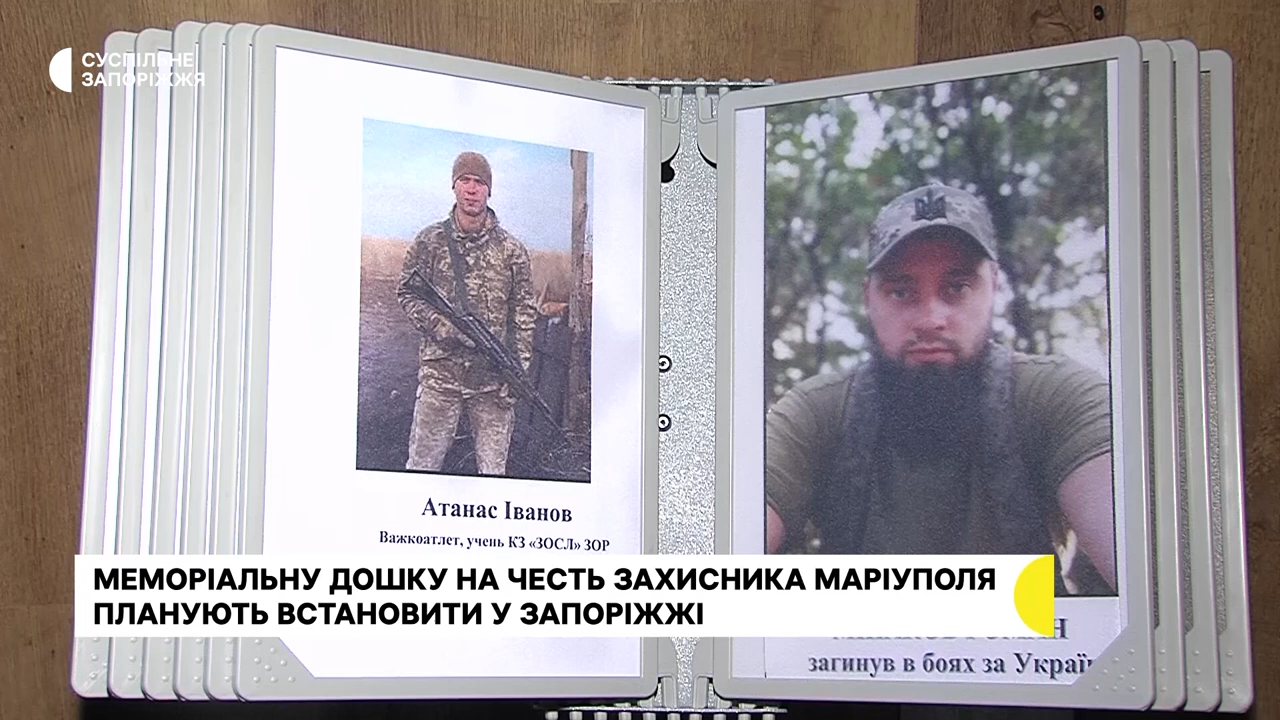 СУСПІЛЬНЕ
ЗАПОРІЖЖЯ
Атанас Іванов
Важкоатлет, учень КЗ «ЗОСЛ» ЗОР
МЕМОРІАЛЬНУ ДОШКУ НА ЧЕСТЬ ЗАХИСНИКА МАРІУПОЛЯ
ПЛАНУЮТЬ ВСТАНОВИТИ У ЗАПОРІЖЖІ
загинув в боях за Украї